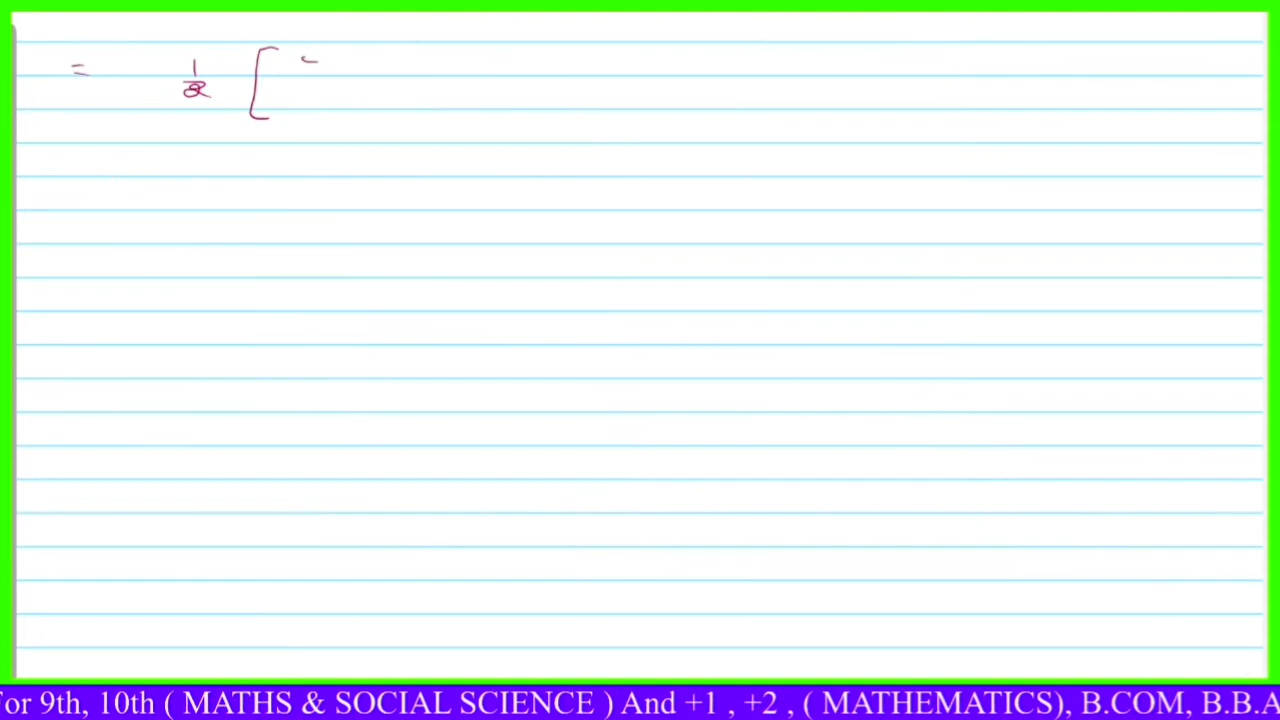 = 1/2 [
For 9th, 10th ( MATHS & SOCIAL SCIENCE ) And +1 , +2 , ( MATHEMATICS), B.COM, B.B.A